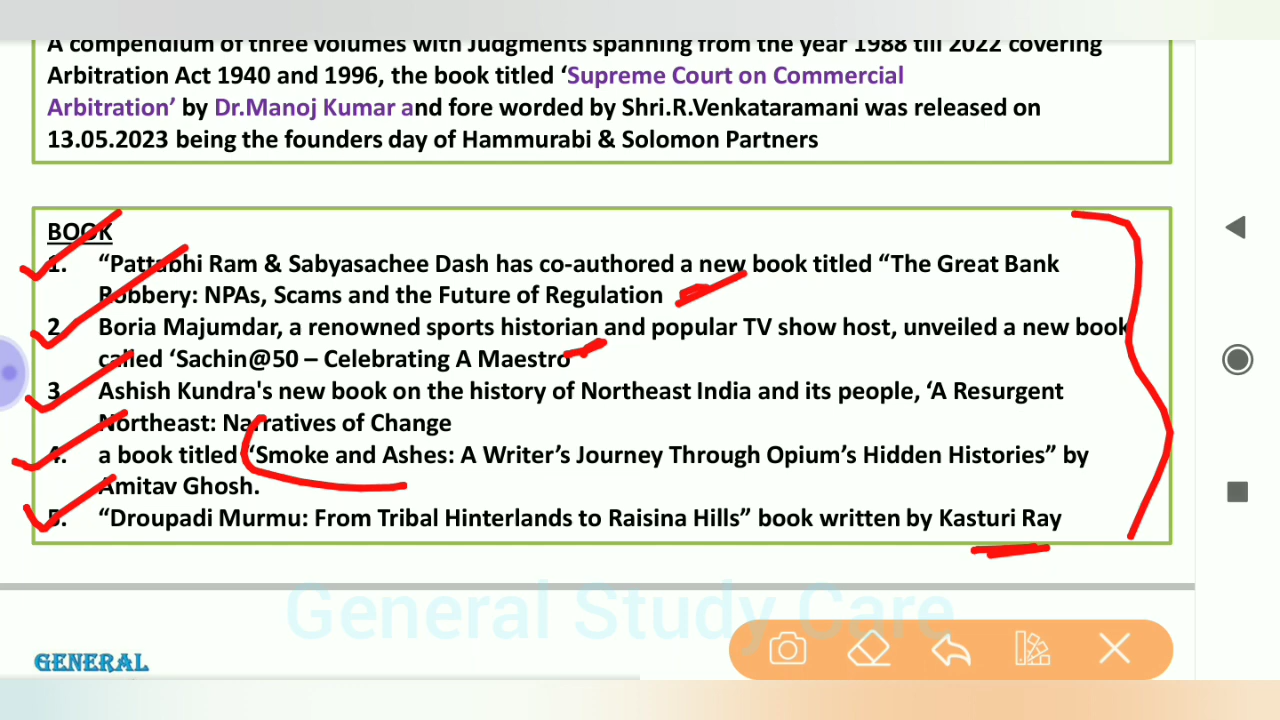 A compendium of three volumes with Judgments spanning from the year 1988 till 2022 covering
Arbitration Act 1940 and 1996, the book titled ‘Supreme Court on Commercial
Arbitration’ by Dr.Manoj Kumar and fore worded by Shri.R.Venkataramani was released on
13.05.2023 being the founders day of Hammurabi & Solomon Partners
BOOK
1. “Pattabhi Ram & Sabyasachee Dash has co-authored a new book titled “The Great Bank
Robbery: NPAs, Scams and the Future of Regulation
2. Boria Majumdar, a renowned sports historian and popular TV show host, unveiled a new book
called ‘Sachin@50 – Celebrating A Maestro
3. Ashish Kundra's new book on the history of Northeast India and its people, ‘A Resurgent
Northeast: Narratives of Change
4. a book titled “Smoke and Ashes: A Writer’s Journey Through Opium’s Hidden Histories” by
Amitav Ghosh.
5. “Droupadi Murmu: From Tribal Hinterlands to Raisina Hills” book written by Kasturi Ray
General Study Care
GENERAL